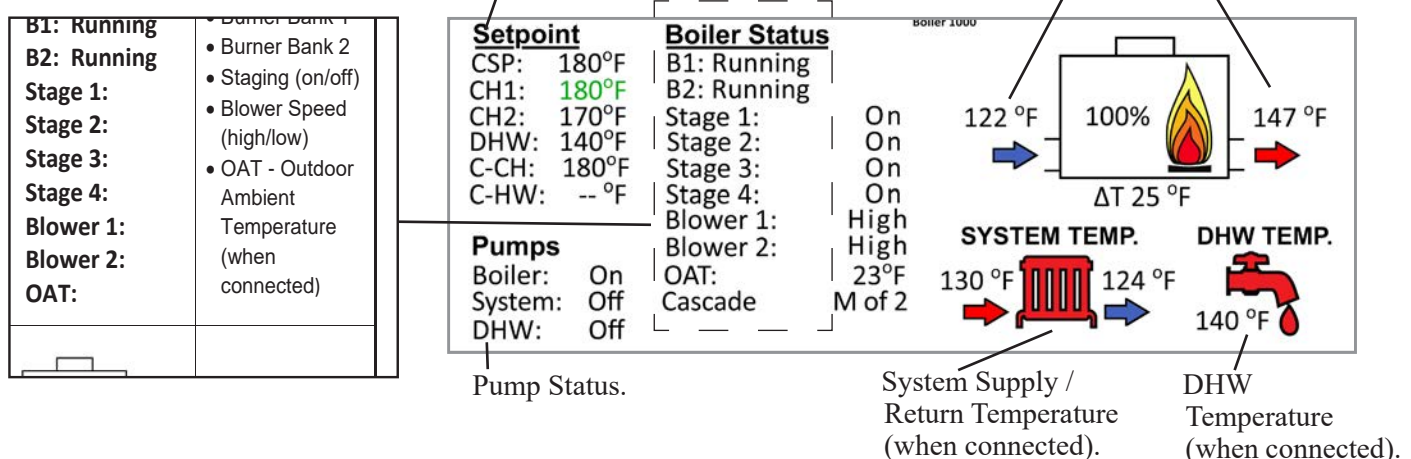 B1: Running
B2: Running
Stage 1:
Stage 2:
Stage 3:
Stage 4:
Blower 1:
Blower 2:
OAT:
• Burner Bank 1
• Burner Bank 2
• Staging (on/off)
• Blower Speed
(high/low)
• OAT - Outdoor
Ambient
Temperature
(when
connected)
Setpoint
CSP: 180°F
CH1: 180°F
CH2: 170°F
DHW: 140°F
C-CH: 180°F
C-HW: -- °F
Pumps
Boiler: On
System: Off
DHW: Off
Boiler Status
B1: Running
B2: Running
Stage 1: On
Stage 2: On
Stage 3: On
Stage 4: On
Blower 1: High
Blower 2: High
OAT: 23°F
Cascade M of 2
Boiler 1000
122 °F 100% 147 °F
ΔT 25 °F
SYSTEM TEMP. DHW TEMP.
130 °F 124 °F
140 °F
Pump Status.
System Supply /
Return Temperature
(when connected).
DHW
Temperature
(when connected).